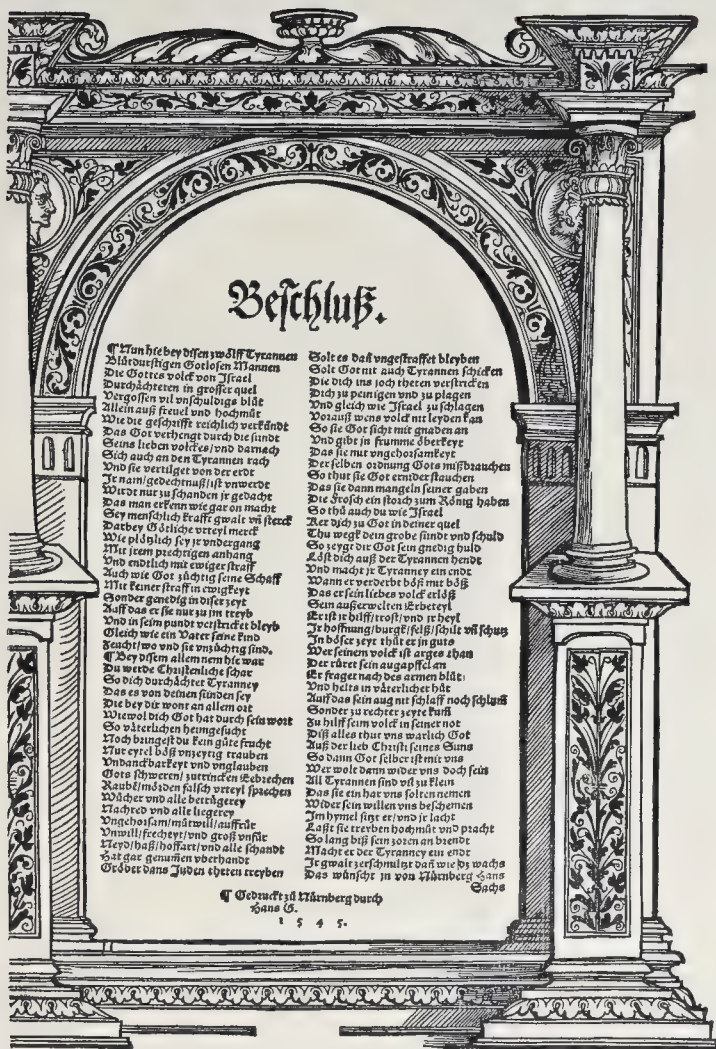 Beschluß.
¶ Nun hie bey disen zwölff Tyrannen
Blůtdurstigen Gotlosen Mannen
Die Gottes volck von Israel
Durchächteren in grosser quel
Vergossen vil vnschuldigs blůt
Allein auß freuel vnd hochmůt
Wie die geschrifft reichlich verkündt
Das Got verhengt durch die sündt
Seins lieben volckes/vnd darnach
Sich auch an den Tyrannen rach
Vnd sie vertilget von der erdt
Ir nam/gedechtnuß/ist vnwerdt
Wirdt nur zu schanden jr gedacht
Das man erkenn wie gar on macht
Sey menschlich krafft gwalt vñ sterck
Darbey Götliche vrteyl merck
Wie plötzlich sey jr vndergang
Mit jrem prechtigen anhang
Vnd endtlich mit ewiger straff
Auch wie Got züchtig seine Schaff
Mit keiner straff in ewigkeyt
Sonder genedig in diser zeyt
Auff das er sie nur zu im treyb
Vnd in seim pundt verstricket bleyb
Gleich wie ein Vater seine kind
Feucht/wo vnd sie vnzüchtig sind.
¶ Bey disem allem nem hie war
Du werde Christenliche schar
So dich durchächter Tyranney
Das es von deinen sünden sey
Die bey dir wont an allem ort
Wiewol dich Got hat durch sein wort
So våterlichen heimgesucht
Noch bringest du kein gůte frucht
Nur eytel böß vnzeytig trauben
Vndanckbarkeyt vnd vnglauben
Gots schweren/ zutrincken Eebrechen
Raubẽ/mörden falsch vrteyl sprechen
Wůcher vnd alle betrügerey
Nachred vnd alle liegerey
Vngehorsam/můtwill/auffrůr
Vnwill/frecheyt/vnd groß vnfůr
Neyd/haß/hoffart/vnd alle schandt
Hat gar genum̃en vberhandt
Gröber dans Juden theten treyben
Solt es dañ vngestraffet bleyben
Solt Got nit auch Tyrannen schicken
Die dich ins joch theten verstricken
Dich zu peinigen vnd zu plagen
Vnd gleich wie Israel zu schlagen
Vorauß wens volck nit leyden kan
So sie Got sicht mit gnaden an
Vnd gibt in frumme öberkeyt
Das sie mit vngehorsamkeyt
Der selben ordnung Gots mißbrauchen
So thut sie Got ernider stauchen
Das sie dann mangeln seiner gaben
Die Frösch ein storch zum König haben
So thů auch du wie Israel
Ker dich zu Got in deiner quel
Thu wegk dein grobe sündt vnd schuld
So zeygt dir Got sein gnedig huld
Löst dich auß der Tyrannen hendt
Vnd macht jr Tyranney ein endt
Wann er verderbt böß mit böß
Das er sein liebes volck erlöß
Sein außerwelten Erbeteyl
Er ist jr hilff/trost/vnd jr heyl
Ir hoffnung/burgk/felß/schilt vñ schutz
In böser zeyt thüt er in guts
Wer seinem volck ist arges than
Der růret sein augapffel an
Er fraget nach des armen blůt:
Vnd helts in väterlicher hůt
Auff das sein aug nit schlaff noch schlum̃
Sonder zu rechter zeyte kum̃
Zu hilff seim volck in seiner not
Diß alles thut vns warlich Got
Auß der lieb Christi seines Suns
So dann Got selber ist mit vns
Wer wolt dann wider vns doch sein
All Tyrannen sind vil zu klein
Das sie ein har vns solten nemen
Wider sein willen vns beschemen
Im hymel sitzt er/vnd jr lacht
Laßt sie treyben hochmůt vnd pracht
So lang biß sein zoren an brendt
Macht er der Tyranney ein endt
Ir gwalt zerschmiltzt dañ wie dz wachs
Das wünscht jn von Nürnberg Hans
Sachs
¶ Gedruckt zů Nürnberg durch
Hans G.
1 5 4 5.